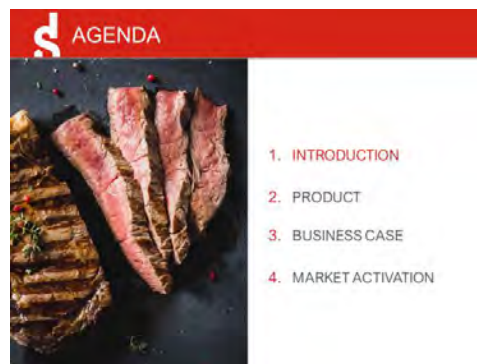 AGENDA
1. INTRODUCTION
2. PRODUCT
3. BUSINESS CASE
4. MARKET ACTIVATION